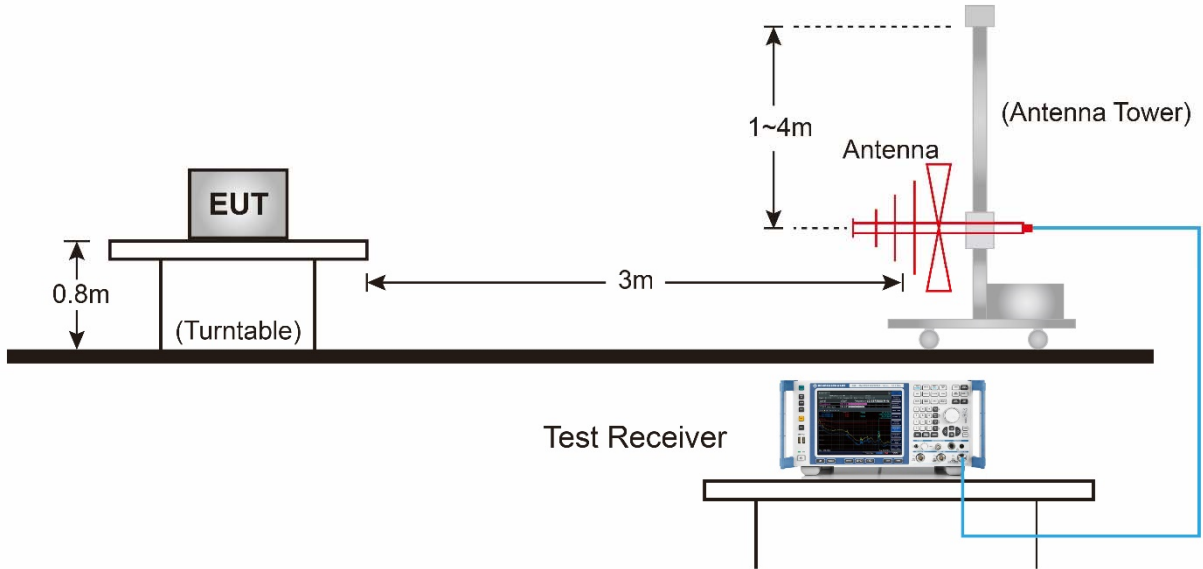 1~4m
(Antenna Tower)
Antenna
EUT
0.8m
3m
(Turntable)
Test Receiver